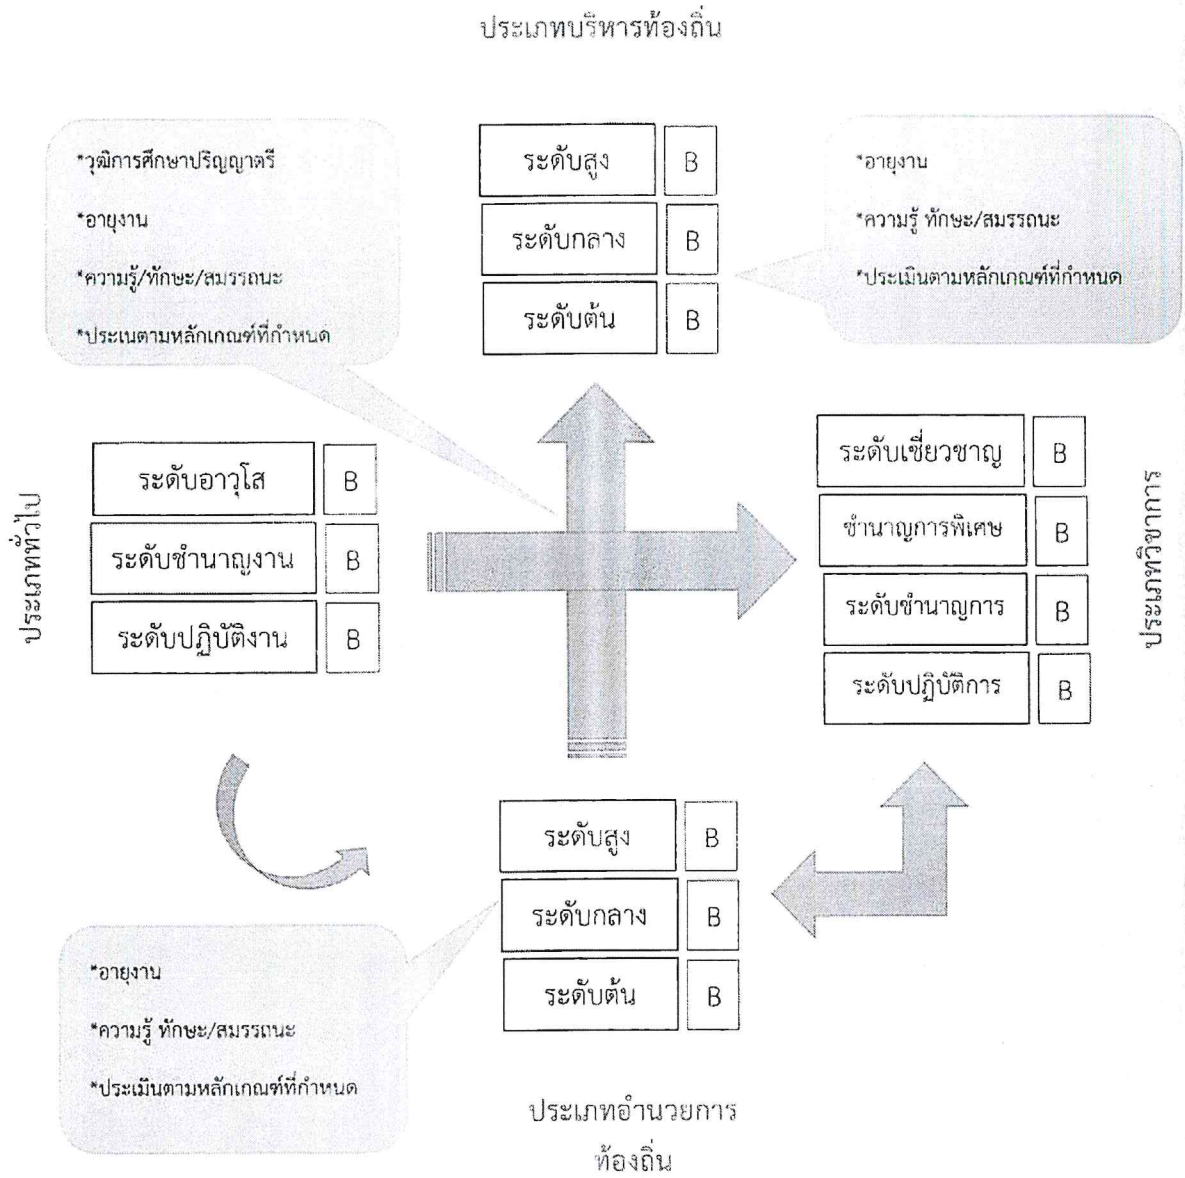 ประเภทบริหารท้องถิ่น
*วุฒิการศึกษาปริญญาตรี
*อายุงาน
*ความรู้/ทักษะ/สมรรถนะ
*ประเนตามหลักเกณฑ์ที่กำหนด
ระดับสูง B
ระดับกลาง B
ระดับต้น B
*อายุงาน
*ความรู้ ทักษะ/สมรรถนะ
*ประเมินตามหลักเกณฑ์ที่กำหนด
ประเภททั่วไป
ระดับอาวุโส B
ระดับชำนาญงาน B
ระดับปฏิบัติงาน B
ระดับเชี่ยวชาญ B
ชำนาญการพิเศษ B
ระดับชำนาญการ B
ระดับปฏิบัติการ B
ประเภทวิชาการ
ระดับสูง B
ระดับกลาง B
ระดับต้น B
*อายุงาน
*ความรู้ ทักษะ/สมรรถนะ
*ประเมินตามหลักเกณฑ์ที่กำหนด
ประเภทอำนวยการ
ท้องถิ่น